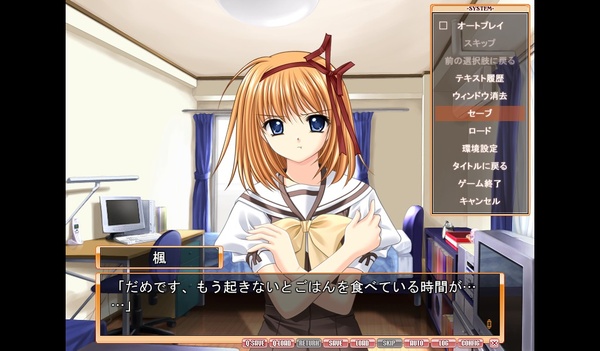 -SYSTEM-
オートプレイ
スキップ
前の選択肢に戻る
テキスト履歴
ウィンドウ消去
セーブ
ロード
環境設定
タイトルに戻る
ゲーム終了
キャンセル
楓
「だめです、もう起きないとごはんを食べている時間が…
…」
Q-SAVE Q-LOAD RETURN SAVE LOAD SKIP AUTO LOG CONFIG